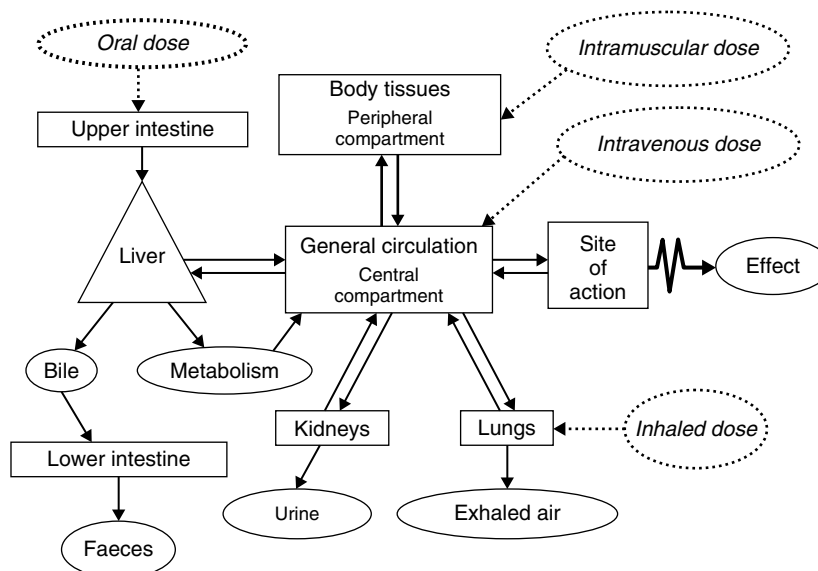 Oral dose
Intramuscular dose
Body tissues
Peripheral
compartment
Upper intestine
Intravenous dose
General circulation
Central
compartment
Liver
Site
of
action
Effect
Bile
Metabolism
Kidneys
Lungs
Inhaled dose
Lower intestine
Urine
Exhaled air
Faeces